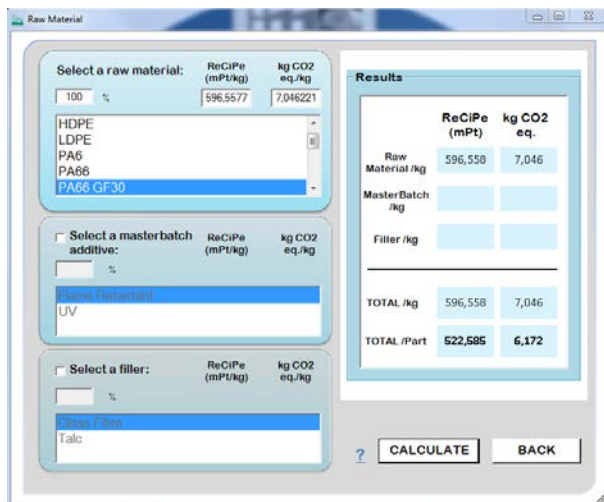 Raw Material
Select a raw material:
ReCiPe
(mPt/kg)
kg CO2
eq./kg
100 %
596,5577
7,046221
HDPE
LDPE
PA6
PA66
PA66 GF30
Select a masterbatch
additive:
ReCiPe
(mPt/kg)
kg CO2
eq./kg
%
Flame Retardant
UV
Select a filler:
ReCiPe
(mPt/kg)
kg CO2
eq./kg
%
Glass Fibre
Talc
Results
ReCiPe
(mPt)
kg CO2
eq.
Raw
Material /kg
596,558
7,046
MasterBatch
/kg
Filler /kg
TOTAL /kg
596,558
7,046
TOTAL /Part
522,585
6,172
?
CALCULATE
BACK